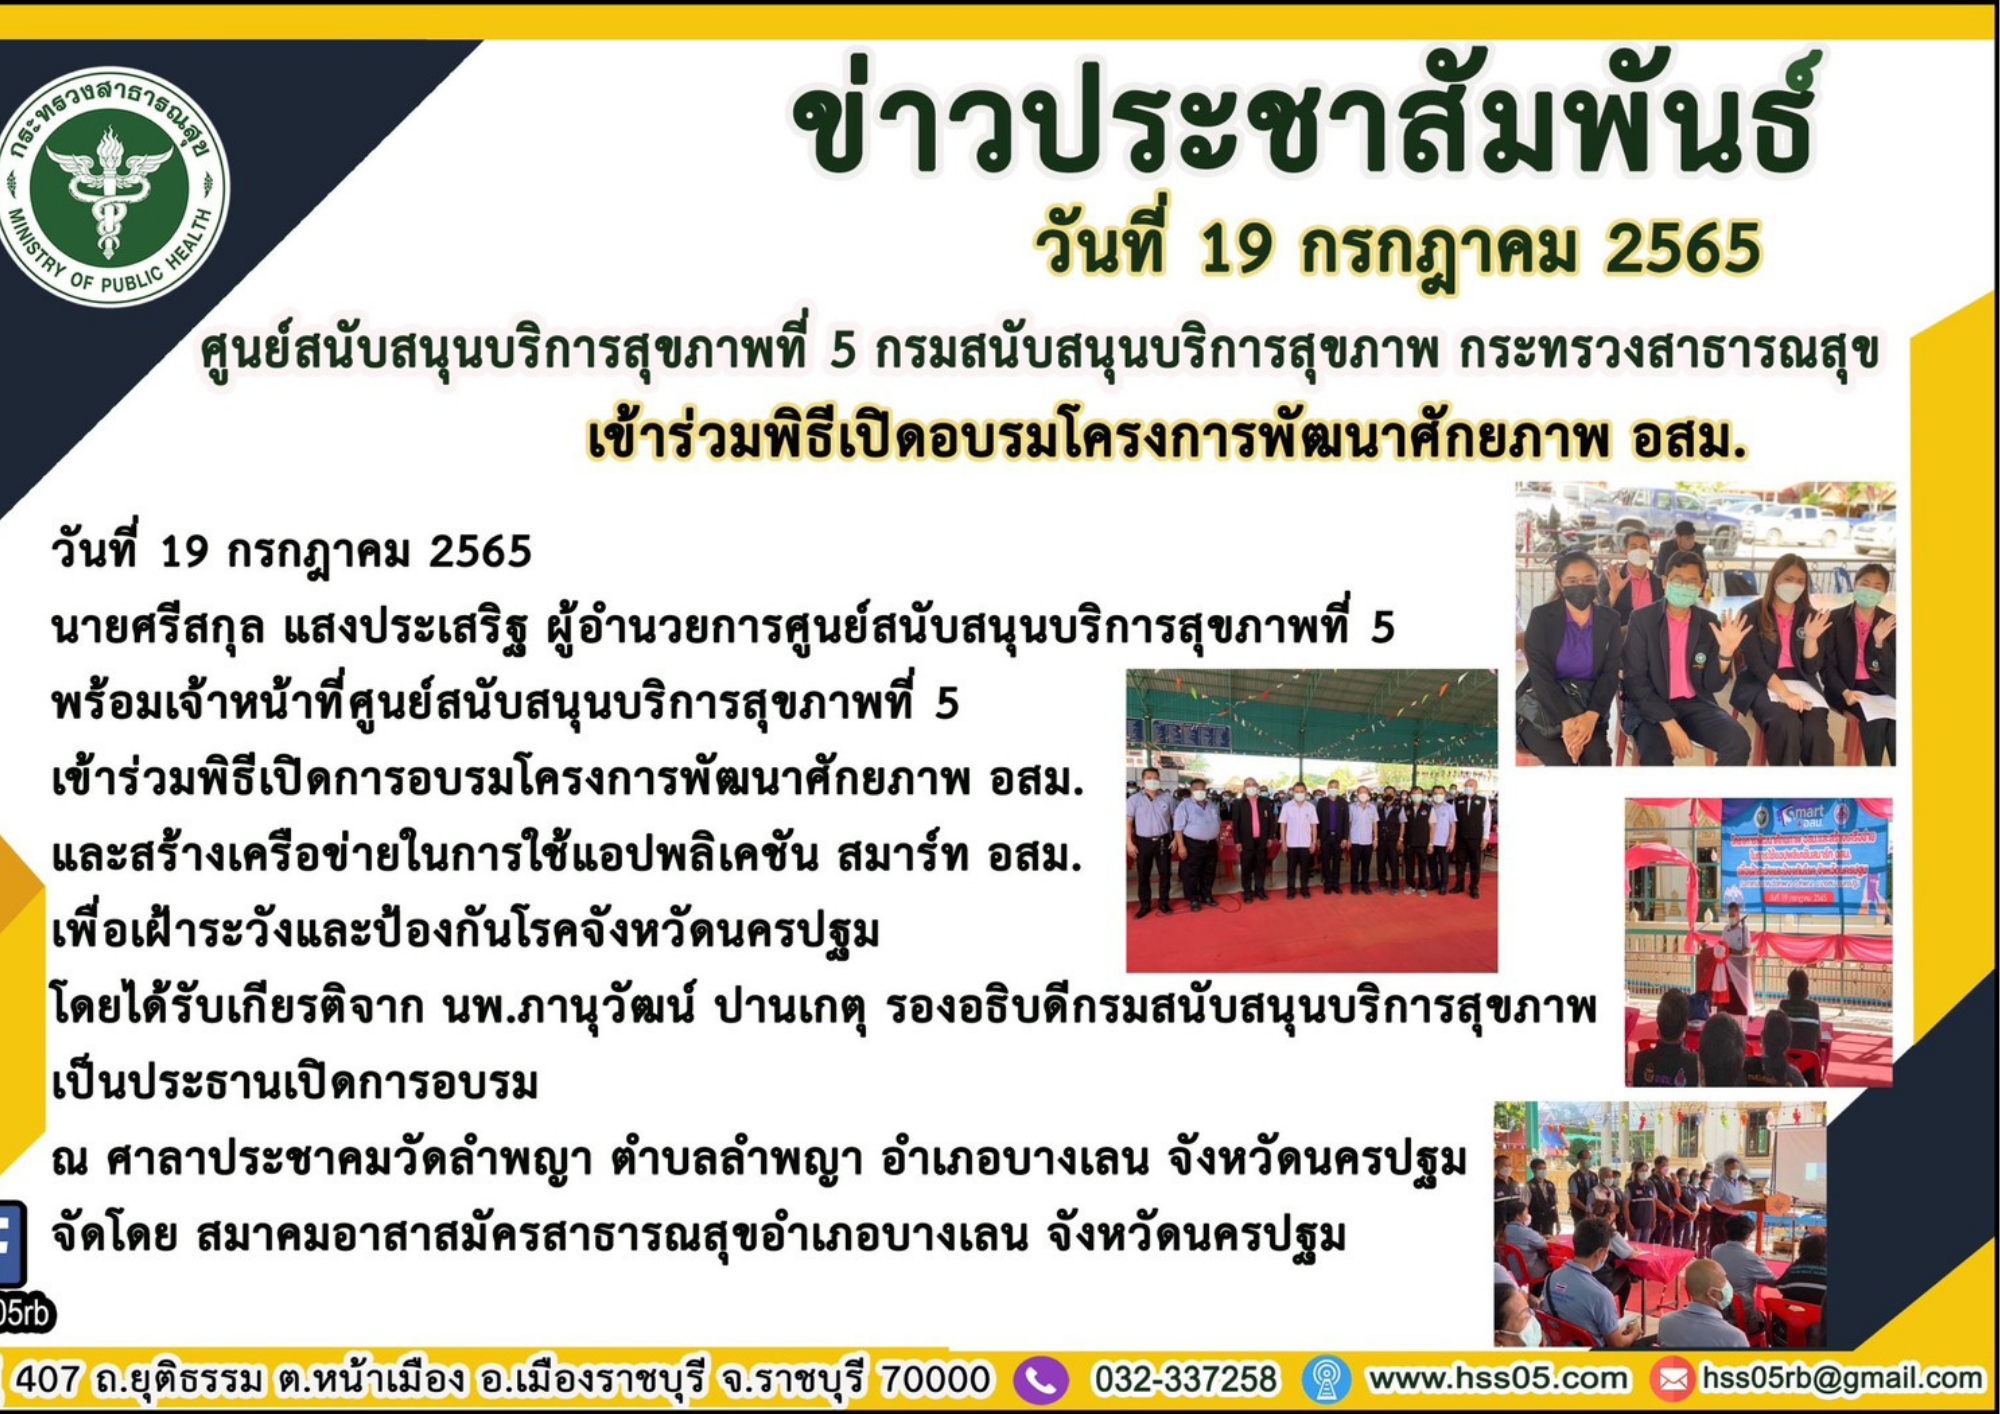 กระทรวงสาธารณสุข
MINISTRY OF PUBLIC HEALTH
ข่าวประชาสัมพันธ์
วันที่ 19 กรกฎาคม 2565
ศูนย์สนับสนุนบริการสุขภาพที่ 5 กรมสนับสนุนบริการสุขภาพ กระทรวงสาธารณสุข
เข้าร่วมพิธีเปิดอบรมโครงการพัฒนาศักยภาพ อสม.
วันที่ 19 กรกฎาคม 2565
นายศรีสกุล แสงประเสริฐ ผู้อำนวยการศูนย์สนับสนุนบริการสุขภาพที่ 5
พร้อมเจ้าหน้าที่ศูนย์สนับสนุนบริการสุขภาพที่ 5
เข้าร่วมพิธีเปิดการอบรมโครงการพัฒนาศักยภาพ อสม.
และสร้างเครือข่ายในการใช้แอปพลิเคชัน สมาร์ท อสม.
เพื่อเฝ้าระวังและป้องกันโรคจังหวัดนครปฐม
โดยได้รับเกียรติจาก นพ.ภานุวัฒน์ ปานเกตุ รองอธิบดีกรมสนับสนุนบริการสุขภาพ
เป็นประธานเปิดการอบรม
ณ ศาลาประชาคมวัดลำพญา ตำบลลำพญา อำเภอบางเลน จังหวัดนครปฐม
จัดโดย สมาคมอาสาสมัครสาธารณสุขอำเภอบางเลน จังหวัดนครปฐม
Smart
อสม.
05rb
407 ถ.ยุติธรรม ต.หน้าเมือง อ.เมืองราชบุรี จ.ราชบุรี 70000 032-337258 www.hss05.com hss05rb@gmail.com